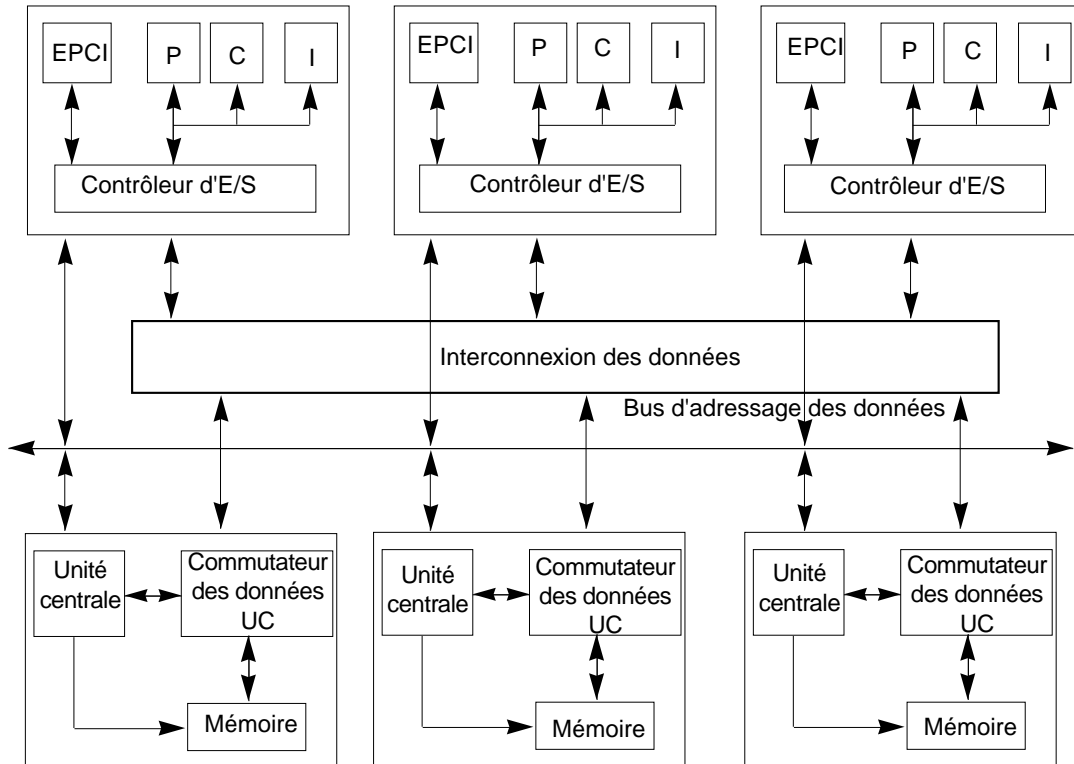 EPCI P C I
Contrôleur d'E/S
EPCI P C I
Contrôleur d'E/S
EPCI P C I
Contrôleur d'E/S
Interconnexion des données
Bus d'adressage des données
Unité
centrale
Commutateur
des données
UC
Mémoire
Unité
centrale
Commutateur
des données
UC
Mémoire
Unité
centrale
Commutateur
des données
UC
Mémoire